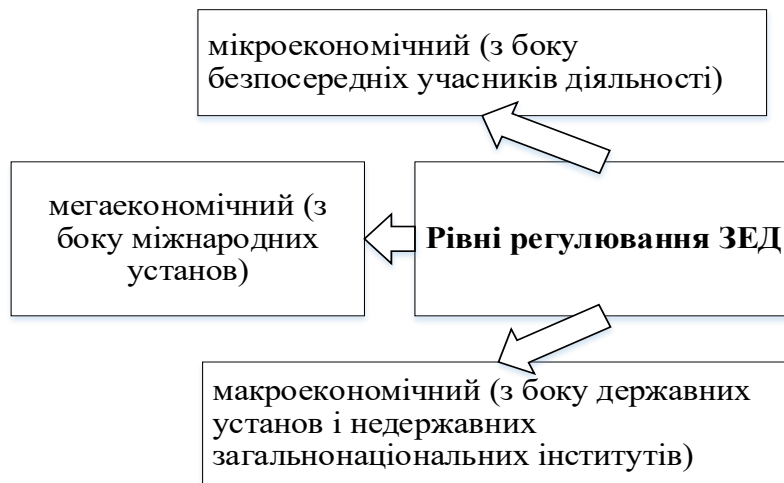 мікроекономічний (з боку
безпосередніх учасників діяльності)
мегаекономічний (з
боку міжнародних
установ)
Рівні регулювання ЗЕД
макроекономічний (з боку державних
установ і недержавних
загальнонаціональних інститутів)